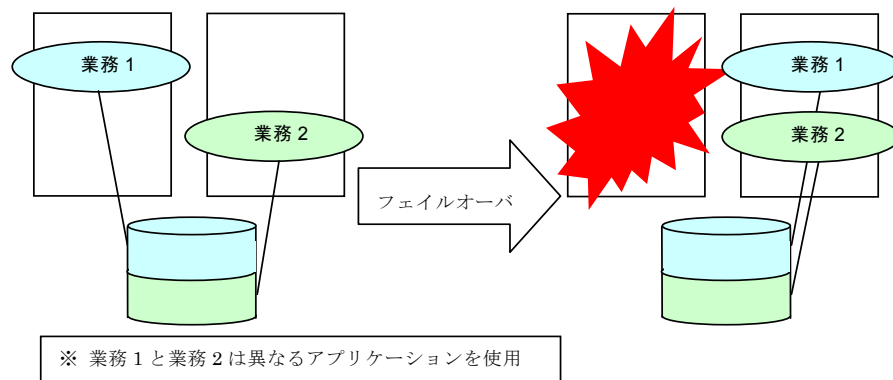 業務 1
業務 1
業務 2
業務 2
フェイルオーバ
※ 業務 1 と業務 2 は異なるアプリケーションを使用